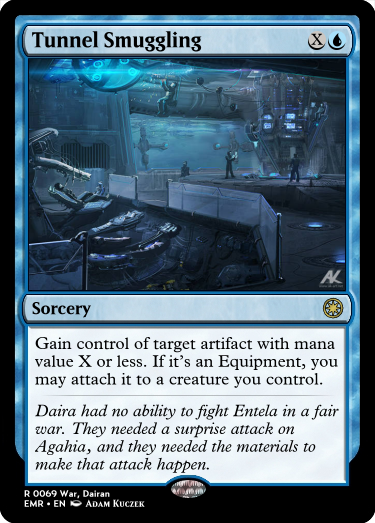 Tunnel Smuggling X
AK
Sorcery
Gain control of target artifact with mana
value X or less. If it's an Equipment, you
may attach it to a creature you control.
Daira had no ability to fight Entela in a fair
war. They needed a surprise attack on
Agahia, and they needed the materials to
make that attack happen.
R 0069 War, Dairan
EMR • EN Adam Kuczek